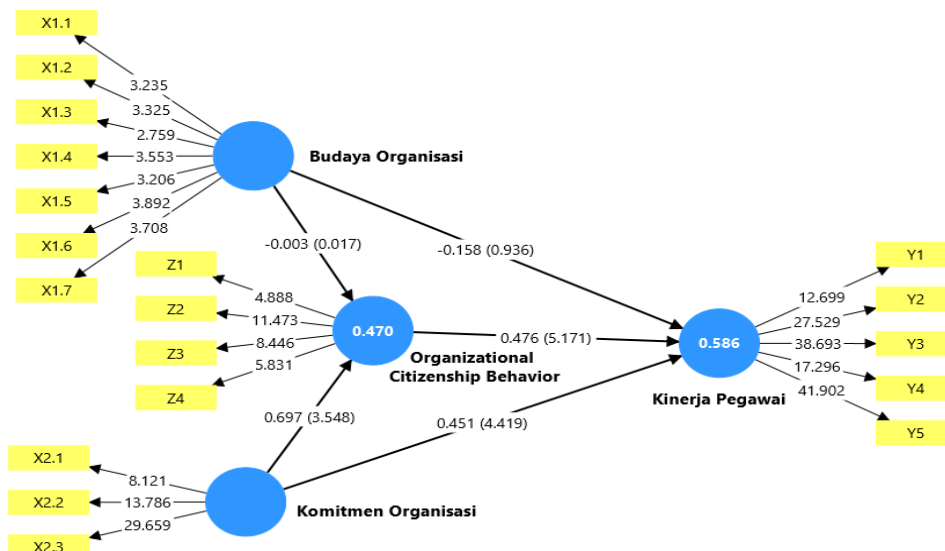 X1.1
X1.2
X1.3
X1.4
X1.5
X1.6
X1.7
3.235
3.325
2.759
3.553
3.206
3.892
3.708
Budaya Organisasi
-0.003 (0.017)
-0.158 (0.936)
Z1
Z2
Z3
Z4
4.888
11.473
8.446
5.831
0.470
Organizational
Citizenship Behavior
0.476 (5.171)
0.697 (3.548)
0.451 (4.419)
0.586
Kinerja Pegawai
12.699
27.529
38.693
17.296
41.902
Y1
Y2
Y3
Y4
Y5
X2.1
X2.2
X2.3
8.121
13.786
29.659
Komitmen Organisasi